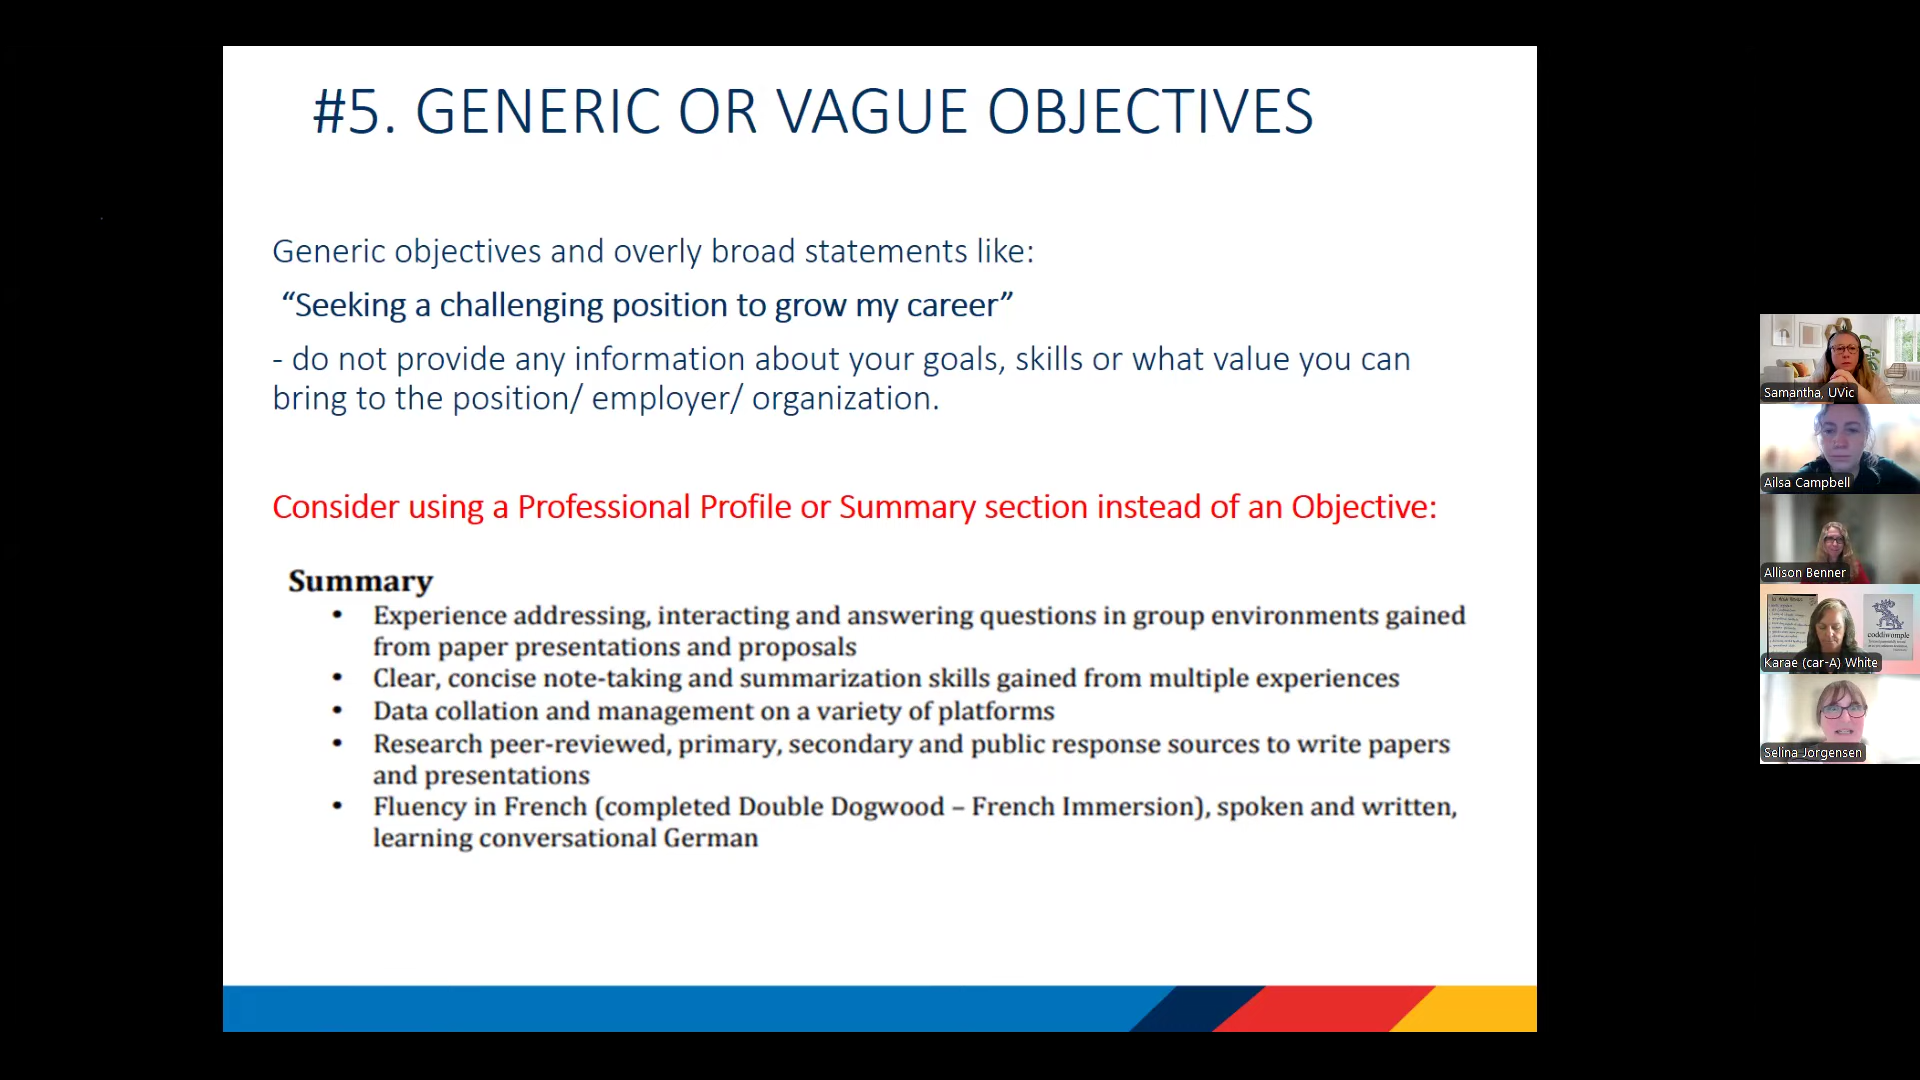 #5. GENERIC OR VAGUE OBJECTIVES
Generic objectives and overly broad statements like:
“Seeking a challenging position to grow my career”
- do not provide any information about your goals, skills or what value you can
bring to the position/ employer/ organization.
Consider using a Professional Profile or Summary section instead of an Objective:
Summary
• Experience addressing, interacting and answering questions in group environments gained
from paper presentations and proposals
• Clear, concise note-taking and summarization skills gained from multiple experiences
• Data collation and management on a variety of platforms
• Research peer-reviewed, primary, secondary and public response sources to write papers
and presentations
• Fluency in French (completed Double Dogwood – French Immersion), spoken and written,
learning conversational German
Samantha, UVic
Ailsa Campbell
Allison Benner
coddiwomple
Karae (car-A) White
Selina Jorgensen